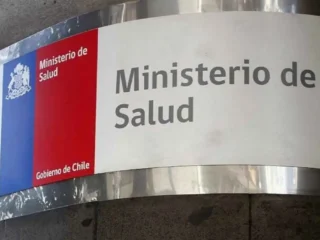 Ministerio de
Salud
Gobierno de Chile
Ministerio de
Salud